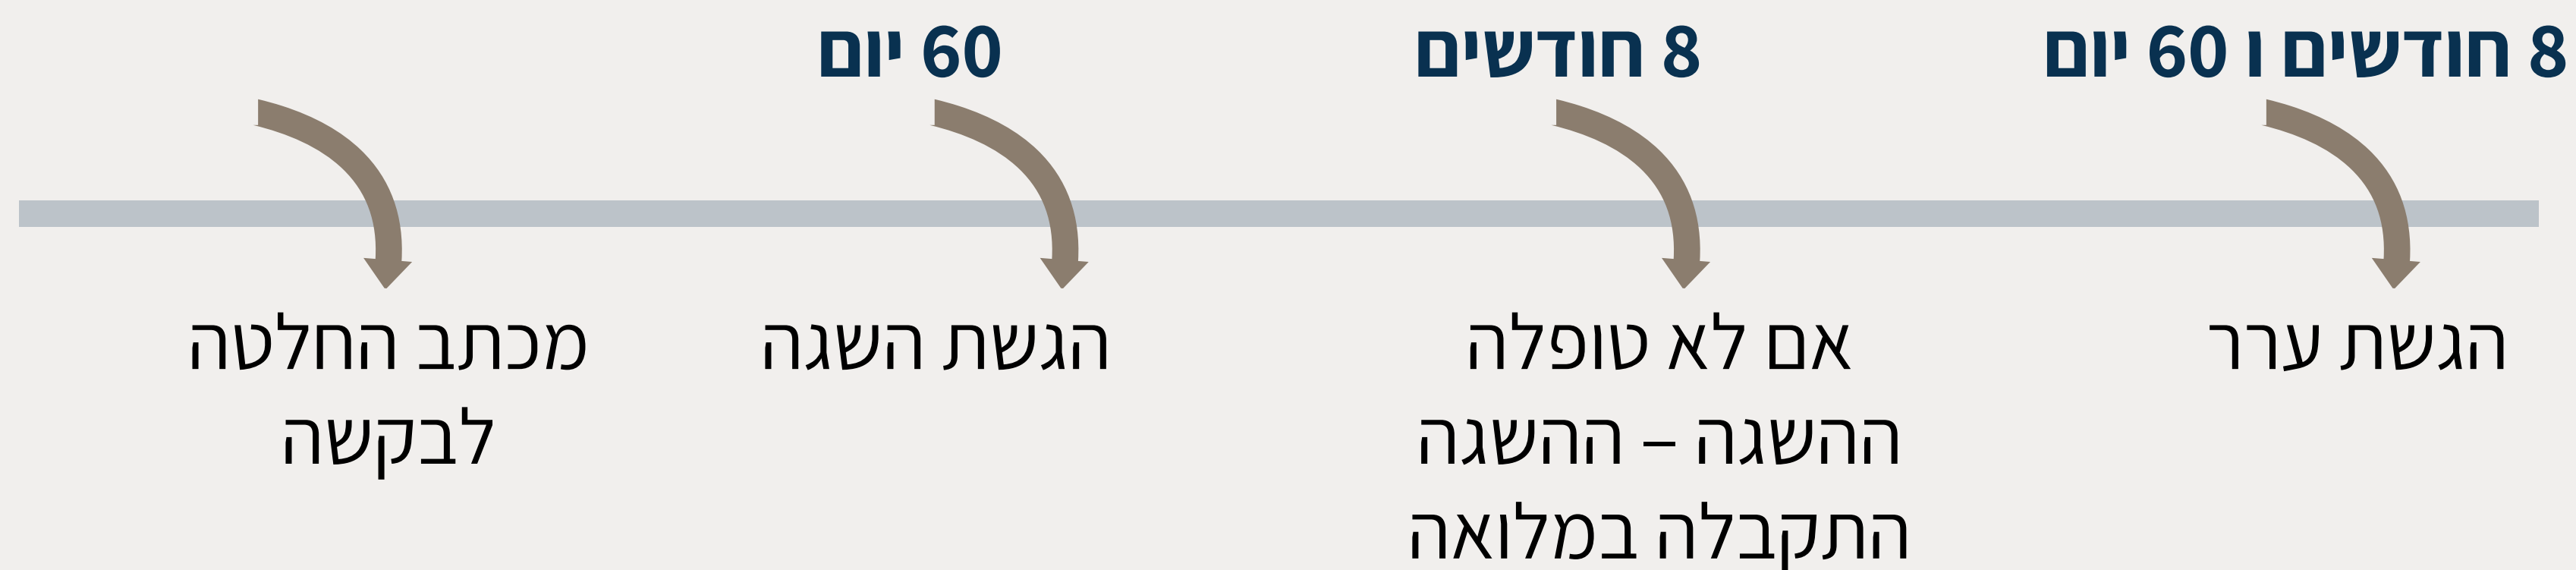 60 יום
8 חודשים
8 חודשים ו 60 יום
מכתב החלטה
לבקשה
הגשת השגה
אם לא טופלה
ההשגה – ההשגה
התקבלה במלואה
הגשת ערר